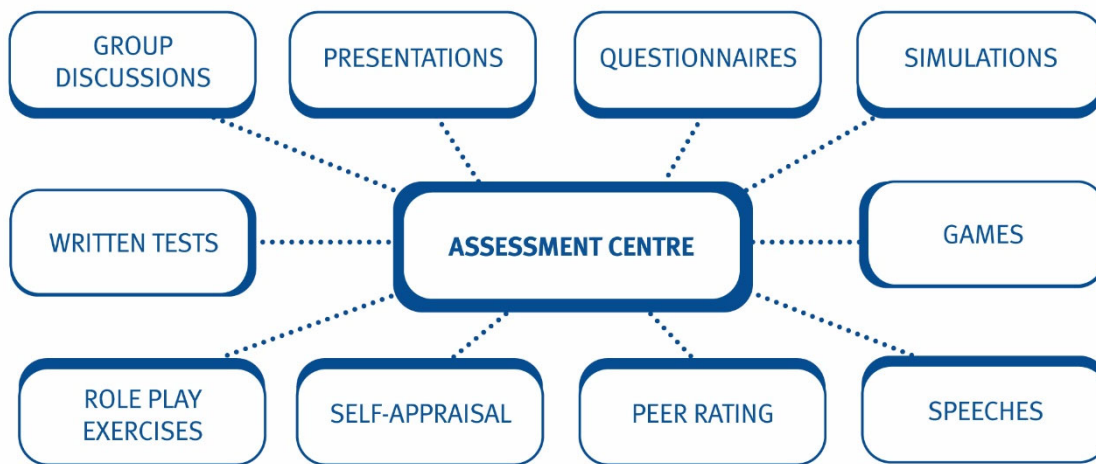 GROUP
DISCUSSIONS
PRESENTATIONS
QUESTIONNAIRES
SIMULATIONS
WRITTEN TESTS
ASSESSMENT CENTRE
GAMES
ROLE PLAY
EXERCISES
SELF-APPRAISAL
PEER RATING
SPEECHES